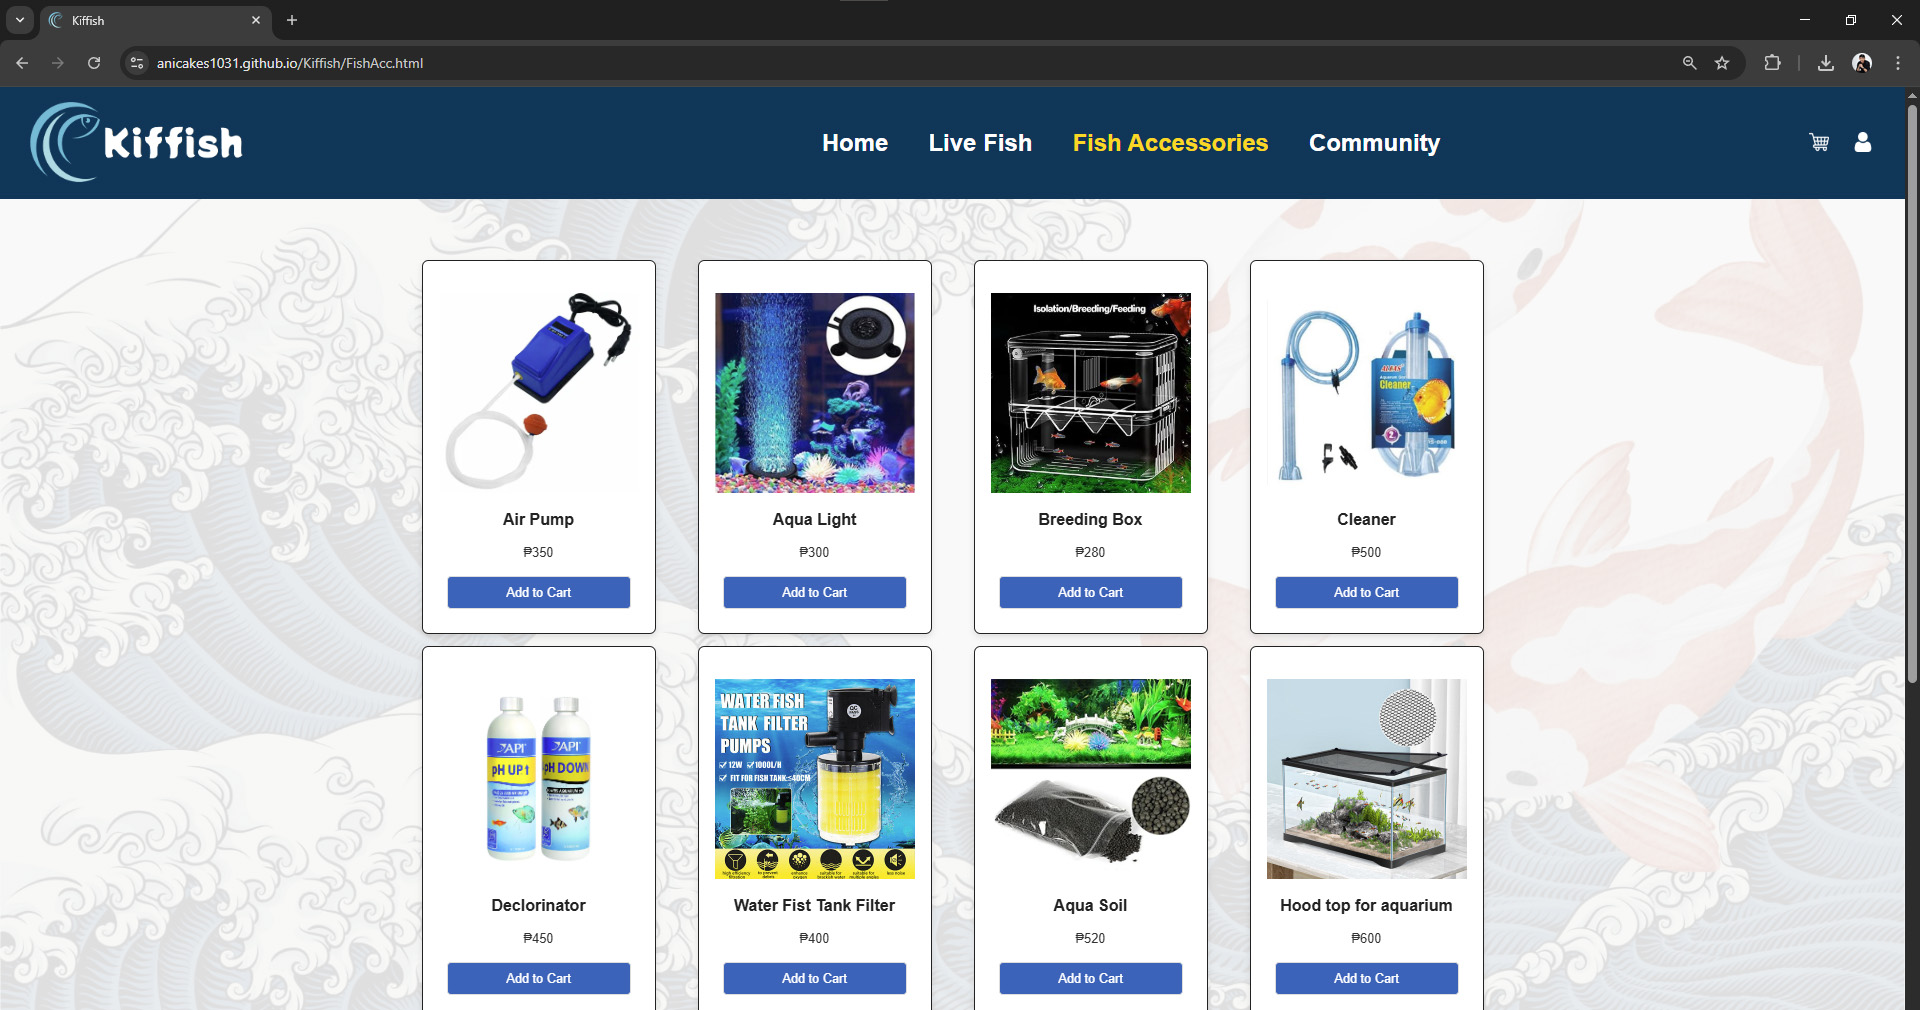 Kiffish
anicakes1031.github.io/Kiffish/FishAcc.html
Kiffish
Home
Live Fish
Fish Accessories
Community
Isolation/Breeding/Feeding
Cleaner
Air Pump
Aqua Light
Breeding Box
Cleaner
₱350
₱300
₱280
₱500
Add to Cart
Add to Cart
Add to Cart
Add to Cart
API
pH UP
API
pH DOWN
WATER FISH
TANK FILTER
PUMPS
12W 1000L/H
FIT FOR FISH TANK:≤40CM
Declorinator
Water Fist Tank Filter
Aqua Soil
Hood top for aquarium
₱450
₱400
₱520
₱600
Add to Cart
Add to Cart
Add to Cart
Add to Cart